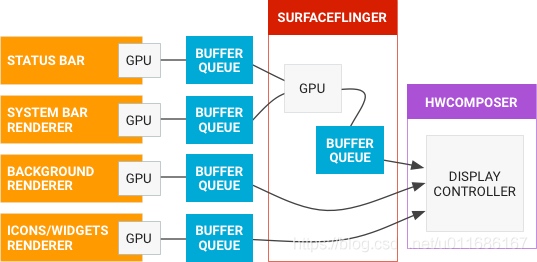 SURFACEFLINGER
STATUS BAR
GPU
BUFFER
QUEUE
GPU
SYSTEM BAR
RENDERER
GPU
BUFFER
QUEUE
BUFFER
QUEUE
HWCOMPOSER
BACKGROUND
RENDERER
GPU
BUFFER
QUEUE
DISPLAY
CONTROLLER
ICONS/WIDGETS
RENDERER
GPU
BUFFER
QUEUE
https://blog.csdn.net/u011686167